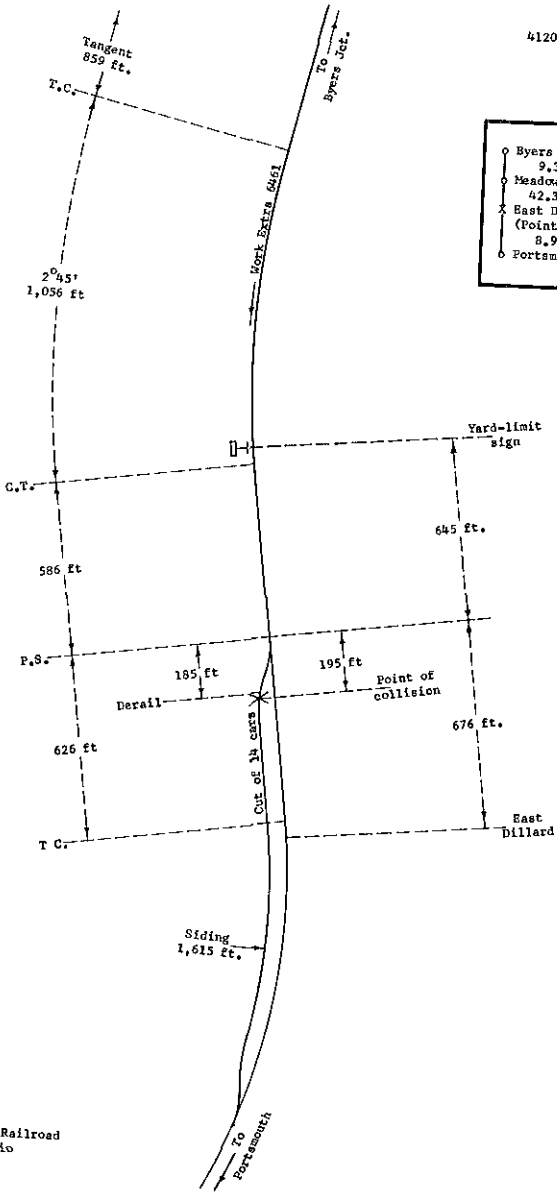 4120
To
Byers Jct.
Tangent
859 ft.
T.C.
Work Extra 6461
Byers
9.3
Meadow
42.3
East D
(Point
8.9
Portsm
2°45'
1,056 ft
Yard-limit
sign
C.T.
645 ft.
586 ft
P.S.
185 ft
195 ft
Derail
Point of
collision
Cut of 14 cars
626 ft
676 ft.
T C.
East
Dillard
Siding
1,615 ft.
Railroad
io
To
Portsmouth